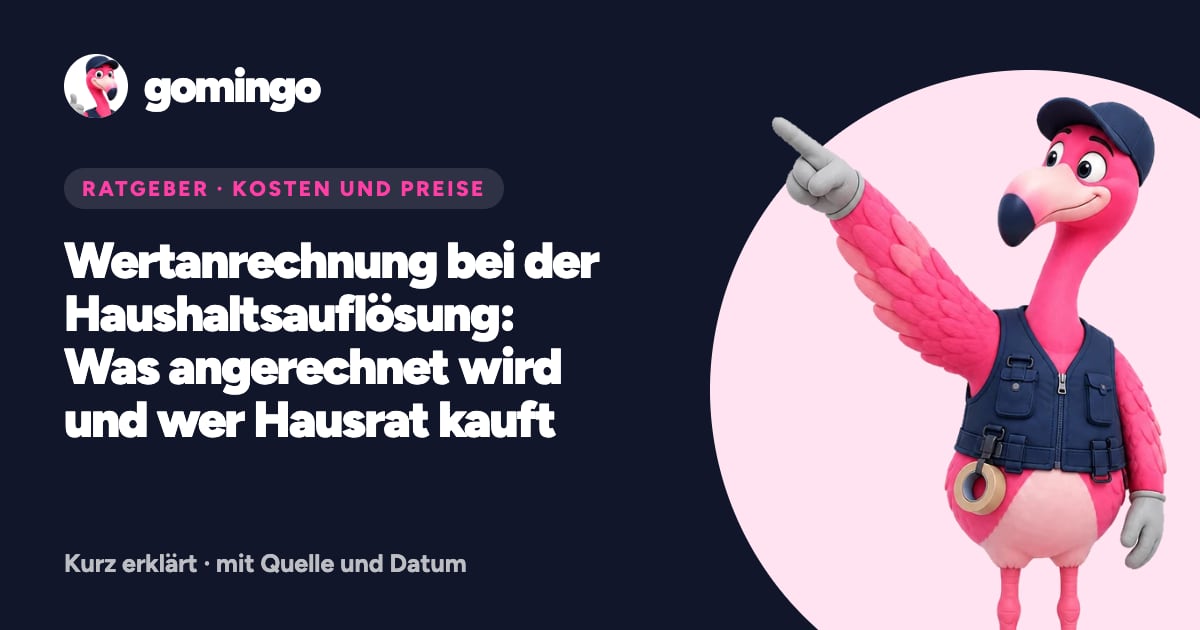 gomingo
RATGEBER · KOSTEN UND PREISE
Wertanrechnung bei der
Haushaltsauflösung:
Was angerechnet wird
und wer Hausrat kauft
Kurz erklärt · mit Quelle und Datum